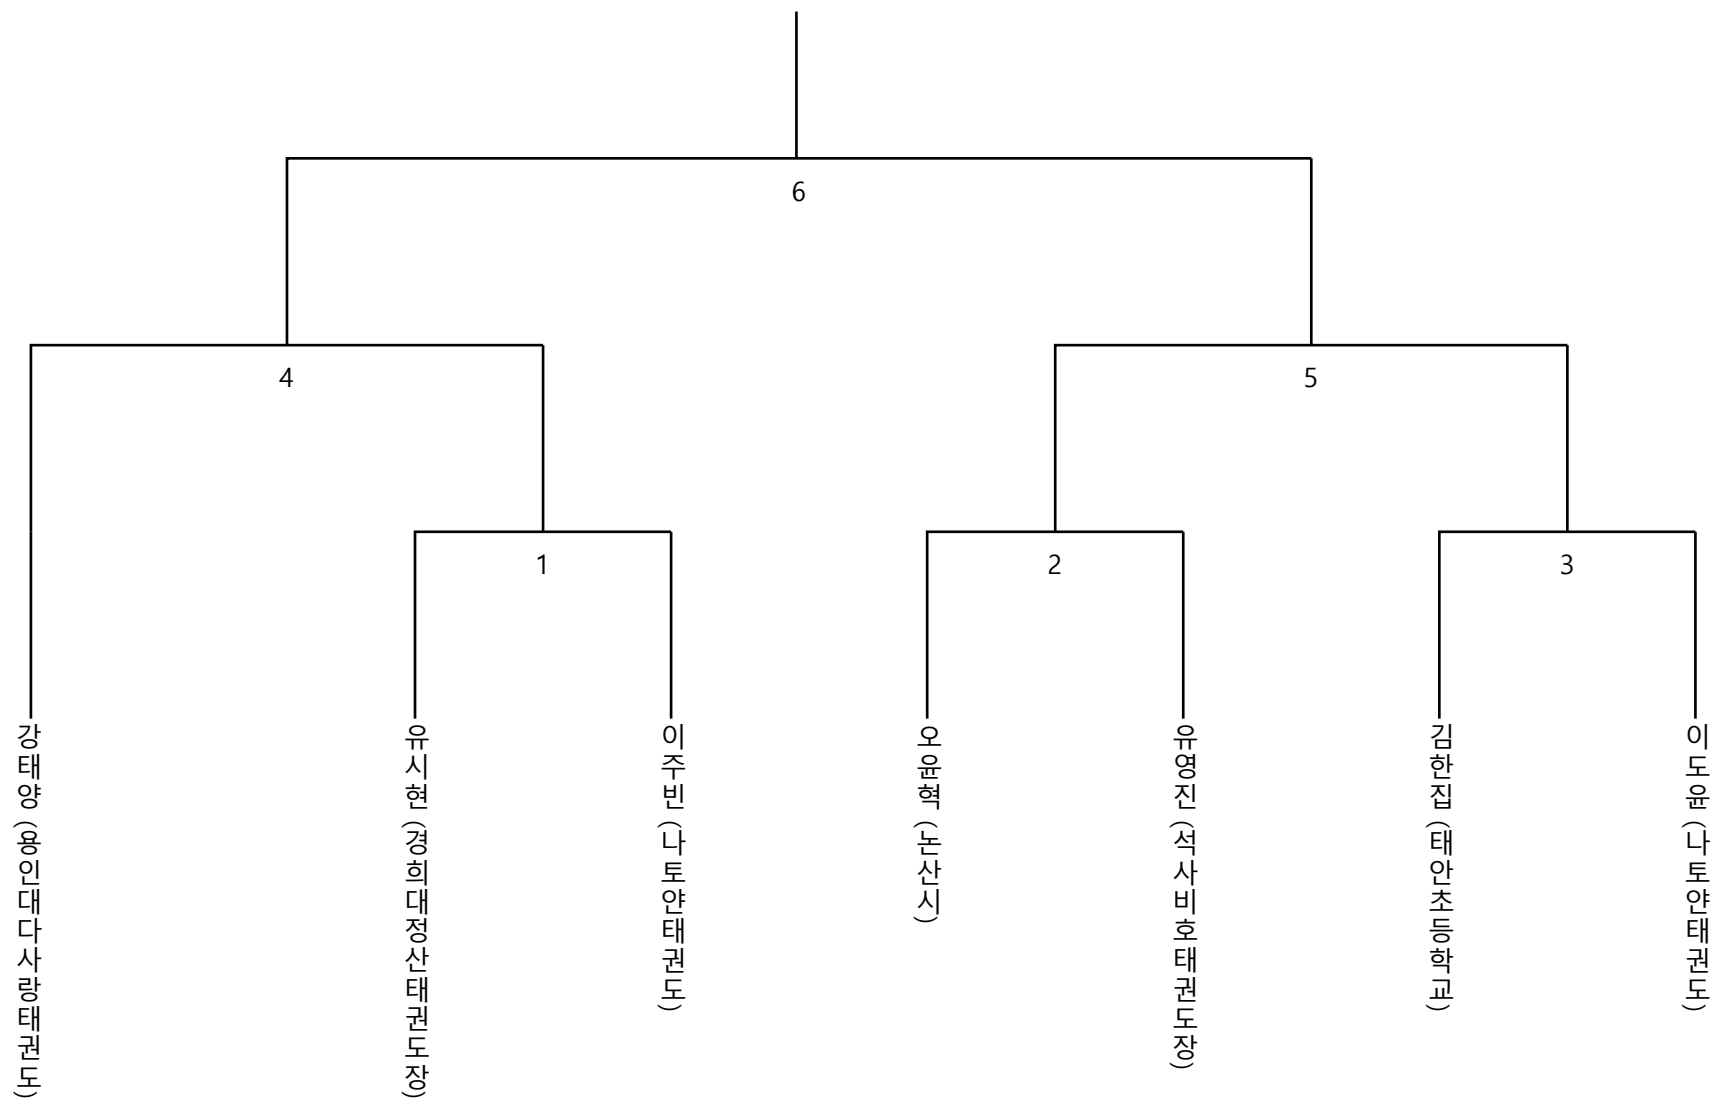 6
4
5
1
2
3
강태양 (용인대다사랑태권도)
유시현 (경희대정산태권도장)
이주빈 (나토얀태권도)
오윤혁 (논산시)
유영진 (석사비호태권도장)
김한집 (태안초등학교)
이도윤 (나토얀태권도)